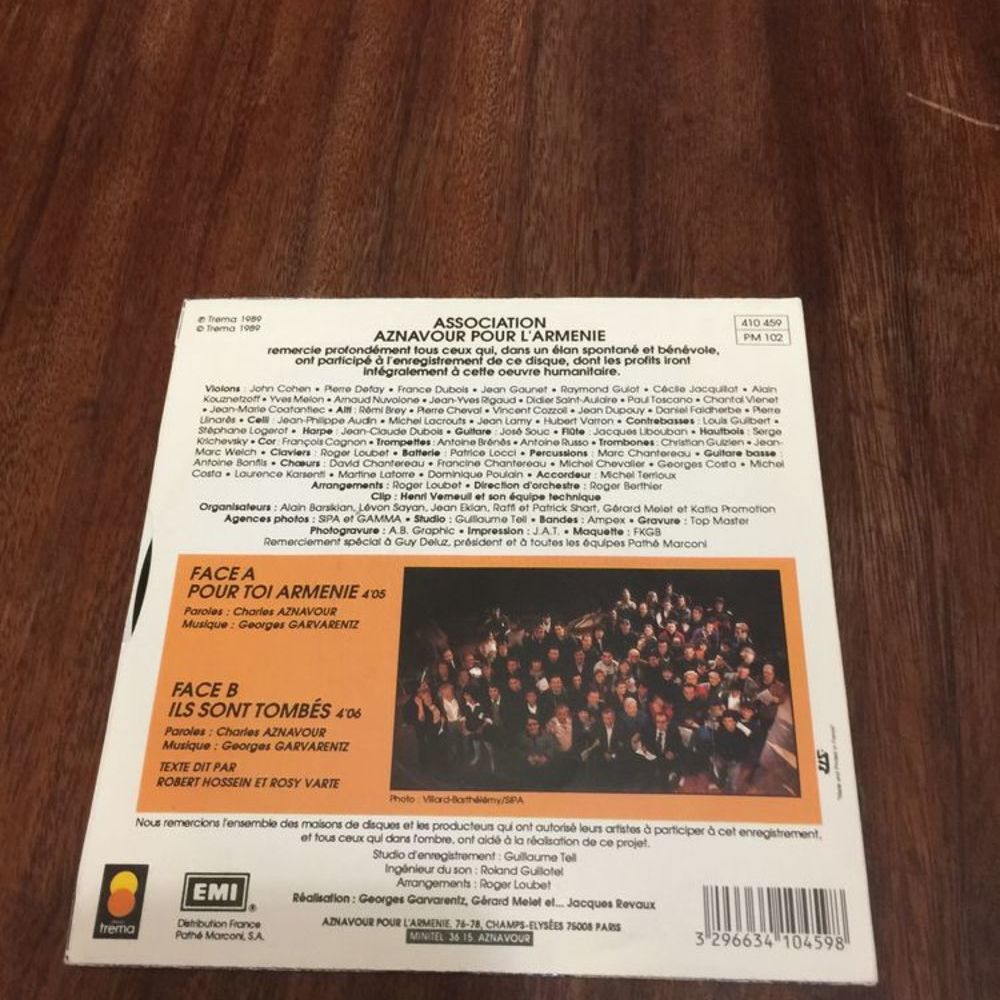 ℗ Trema 1989
© Trema 1989
ASSOCIATION
AZNAVOUR POUR L'ARMENIE
410 459
PM 102
remercie profondément tous ceux qui, dans un élan spontané et bénévole,
ont participé à l'enregistrement de ce disque, dont les profits iront
intégralement à cette oeuvre humanitaire.
Violons : John Cohen • Pierre Defay • France Dubois • Jean Gaunet • Raymond Guiot • Cécile Jacquillat • Alain
Kouznetzoff • Yves Melon • Arnaud Nuvolone • Jean-Yves Rigaud • Didier Saint-Aulaire • Paul Toscano • Chantal Vienet
• Jean-Marie Coatantiec • Alti : Rémi Brey • Pierre Cheval • Vincent Cazzoli • Jean Dupouy • Daniel Faidherbe • Pierre
Llinarès • Celli : Jean-Philippe Audin • Michel Lacrouts • Jean Lamy • Hubert Varron • Contrebasses : Louis Guilbert •
Stéphane Logerot • Harpe : Jean-Claude Dubois • Guitare : José Souc • Flûte : Jacques Libouban • Hautbois : Serge
Krichevsky • Cor : François Cagnon • Trompettes : Antoine Brénès • Antoine Russo • Trombones : Christian Guizien • Jean-
Marc Welch • Claviers : Roger Loubet • Batterie : Patrice Locci • Percussions : Marc Chantereau • Guitare basse :
Antoine Bonfils • Chœurs : David Chantereau • Francine Chantereau • Michel Chevalier • Georges Costa • Michel
Costa • Laurence Karsenti • Martine Latorre • Dominique Poulain • Accordeur : Michel Terrioux
Arrangements : Roger Loubet • Direction d'orchestre : Roger Berthier
Clip : Henri Verneuil et son équipe technique
Organisateurs : Alain Barsikian, Lévon Sayan, Jean Eklan, Raffi et Patrick Shart, Gérard Melet et Katia Promotion
Agences photos : SIPA et GAMMA • Studio : Guillaume Tell • Bandes : Ampex • Gravure : Top Master
Photogravure : A.B. Graphic • Impression : J.A.T. • Maquette : FKGB
Remerciement spécial à Guy Deluz, président et à toutes les équipes Pathé Marconi
FACE A
POUR TOI ARMENIE 4'05
Paroles : Charles AZNAVOUR
Musique : Georges GARVARENTZ
FACE B
ILS SONT TOMBÉS 4'06
Paroles : Charles AZNAVOUR
Musique : Georges GARVARENTZ
TEXTE DIT PAR
ROBERT HOSSEIN ET ROSY VARTE
Photo : Villard-Barthélémy/SIPA
Nous remercions l'ensemble des maisons de disques et les producteurs qui ont autorisé leurs artistes à participer à cet enregistrement,
et tous ceux qui dans l'ombre, ont aidé à la réalisation de ce projet.
Studio d'enregistrement : Guillaume Tell
Ingénieur du son : Roland Guillotel
Arrangements : Roger Loubet
Réalisation : Georges Garvarentz, Gérard Melet et... Jacques Revaux
AZNAVOUR POUR L'ARMENIE, 76-78, CHAMPS-ELYSÉES 75008 PARIS
MINITEL 36 15 AZNAVOUR
trema
EMI
Distribution France
Pathé Marconi, S.A.
3 296634 104598